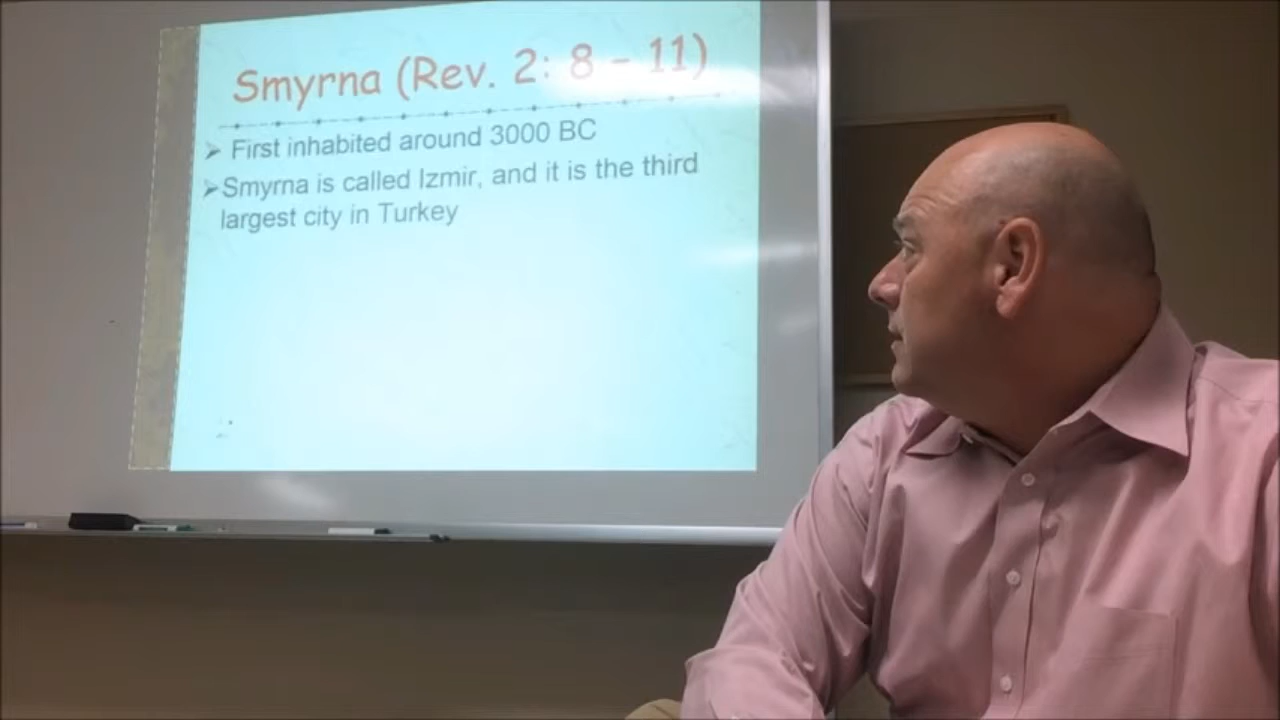 Smyrna (Rev. 2: 8 - 11)
First inhabited around 3000 BC
Smyrna is called Izmir, and it is the third
largest city in Turkey